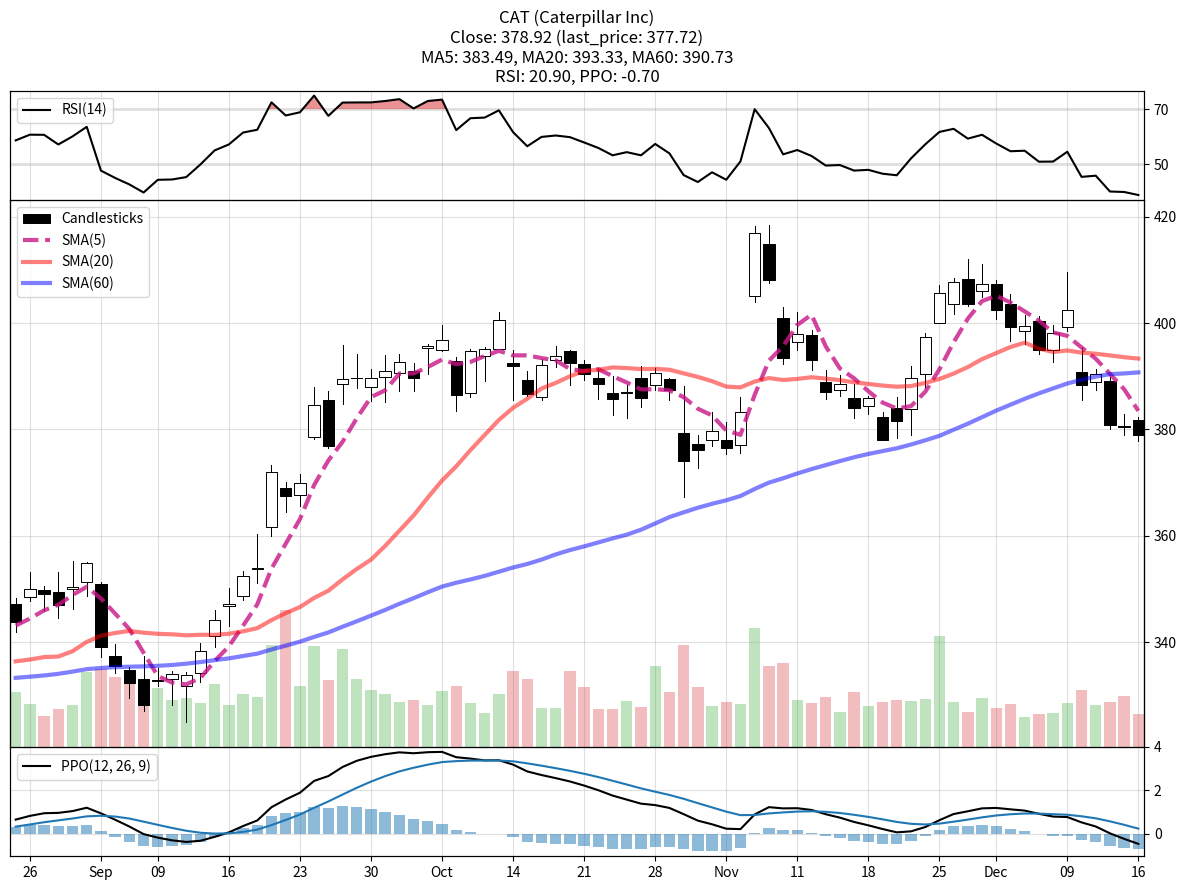 CAT (Caterpillar Inc)
Close: 378.92 (last_price: 377.72)
MA5: 383.49, MA20: 393.33, MA60: 390.73
RSI: 20.90, PPO: -0.70
RSI(14)
70
50
Candlesticks
SMA(5)
SMA(20)
SMA(60)
420
400
380
360
340
PPO(12, 26, 9)
4
2
0
26 Sep 09 16 23 30 Oct 14 21 28 Nov 11 18 25 Dec 09 16